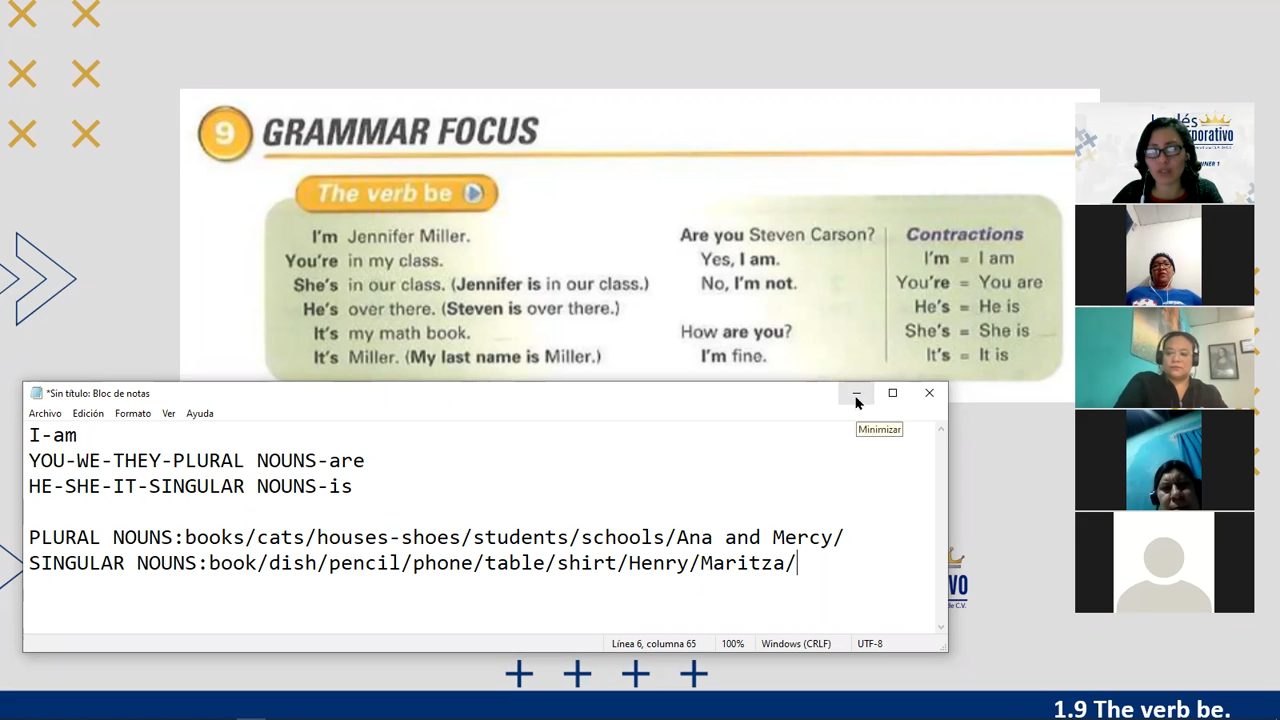 9 GRAMMAR FOCUS
The verb be
I'm Jennifer Miller.
You're in my class.
She's in our class. (Jennifer is in our class.)
He's over there. (Steven is over there.)
It's my math book.
It's Miller. (My last name is Miller.)
Are you Steven Carson?
Yes, I am.
No, I'm not.
How are you?
I'm fine.
Contractions
I'm = I am
You're = You are
He's = He is
She's = She is
It's = It is
*Sin título: Bloc de notas
Archivo Edición Formato Ver Ayuda
Minimizar
I-am
YOU-WE-THEY-PLURAL NOUNS-are
HE-SHE-IT-SINGULAR NOUNS-is
PLURAL NOUNS:books/cats/houses-shoes/students/schools/Ana and Mercy/
SINGULAR NOUNS:book/dish/pencil/phone/table/shirt/Henry/Maritza/
Línea 6, columna 65 100% Windows (CRLF) UTF-8
de C.V.
1.9 The verb be.